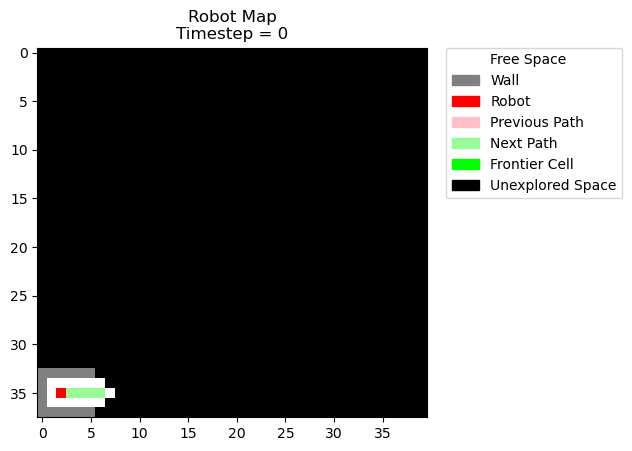 Robot Map
Timestep = 0
Free Space
Wall
Robot
Previous Path
Next Path
Frontier Cell
Unexplored Space
0
5
10
15
20
25
30
35
0 5 10 15 20 25 30 35